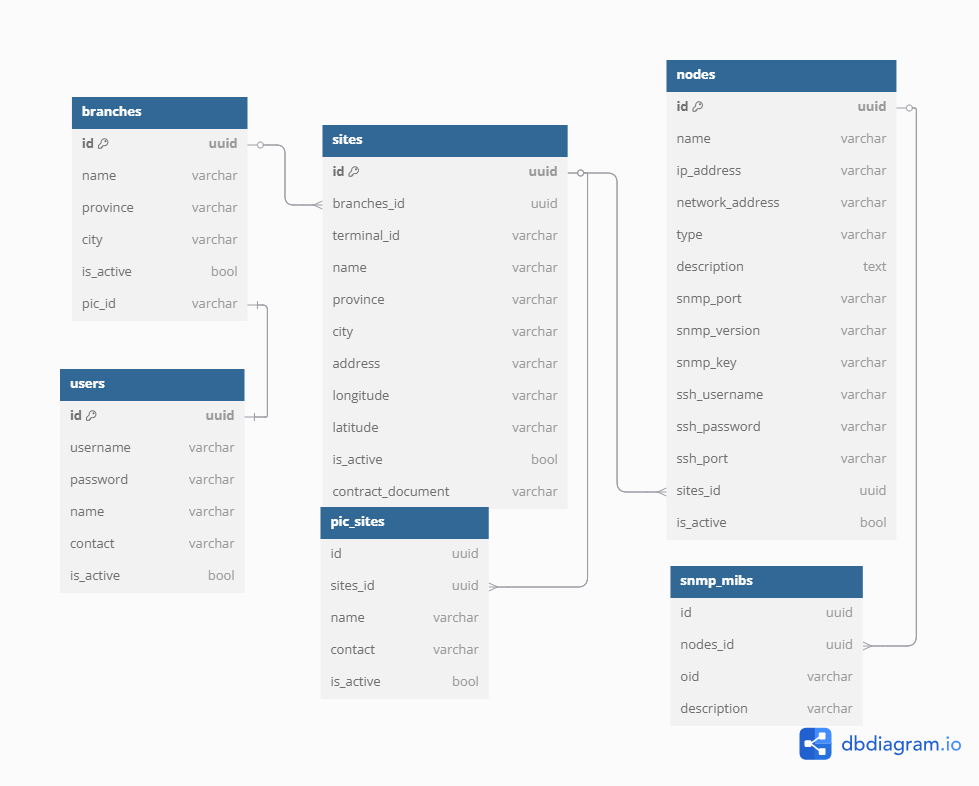 branches
id uuid
name varchar
province varchar
city varchar
is_active bool
pic_id varchar
users
id uuid
username varchar
password varchar
name varchar
contact varchar
is_active bool
sites
id uuid
branches_id uuid
terminal_id varchar
name varchar
province varchar
city varchar
address varchar
longitude varchar
latitude varchar
is_active bool
contract_document varchar
pic_sites
id uuid
sites_id uuid
name varchar
contact varchar
is_active bool
nodes
id uuid
name varchar
ip_address varchar
network_address varchar
type varchar
description text
snmp_port varchar
snmp_version varchar
snmp_key varchar
ssh_username varchar
ssh_password varchar
ssh_port varchar
sites_id uuid
is_active bool
snmp_mibs
id uuid
nodes_id uuid
oid varchar
description varchar
dbdiagram.io